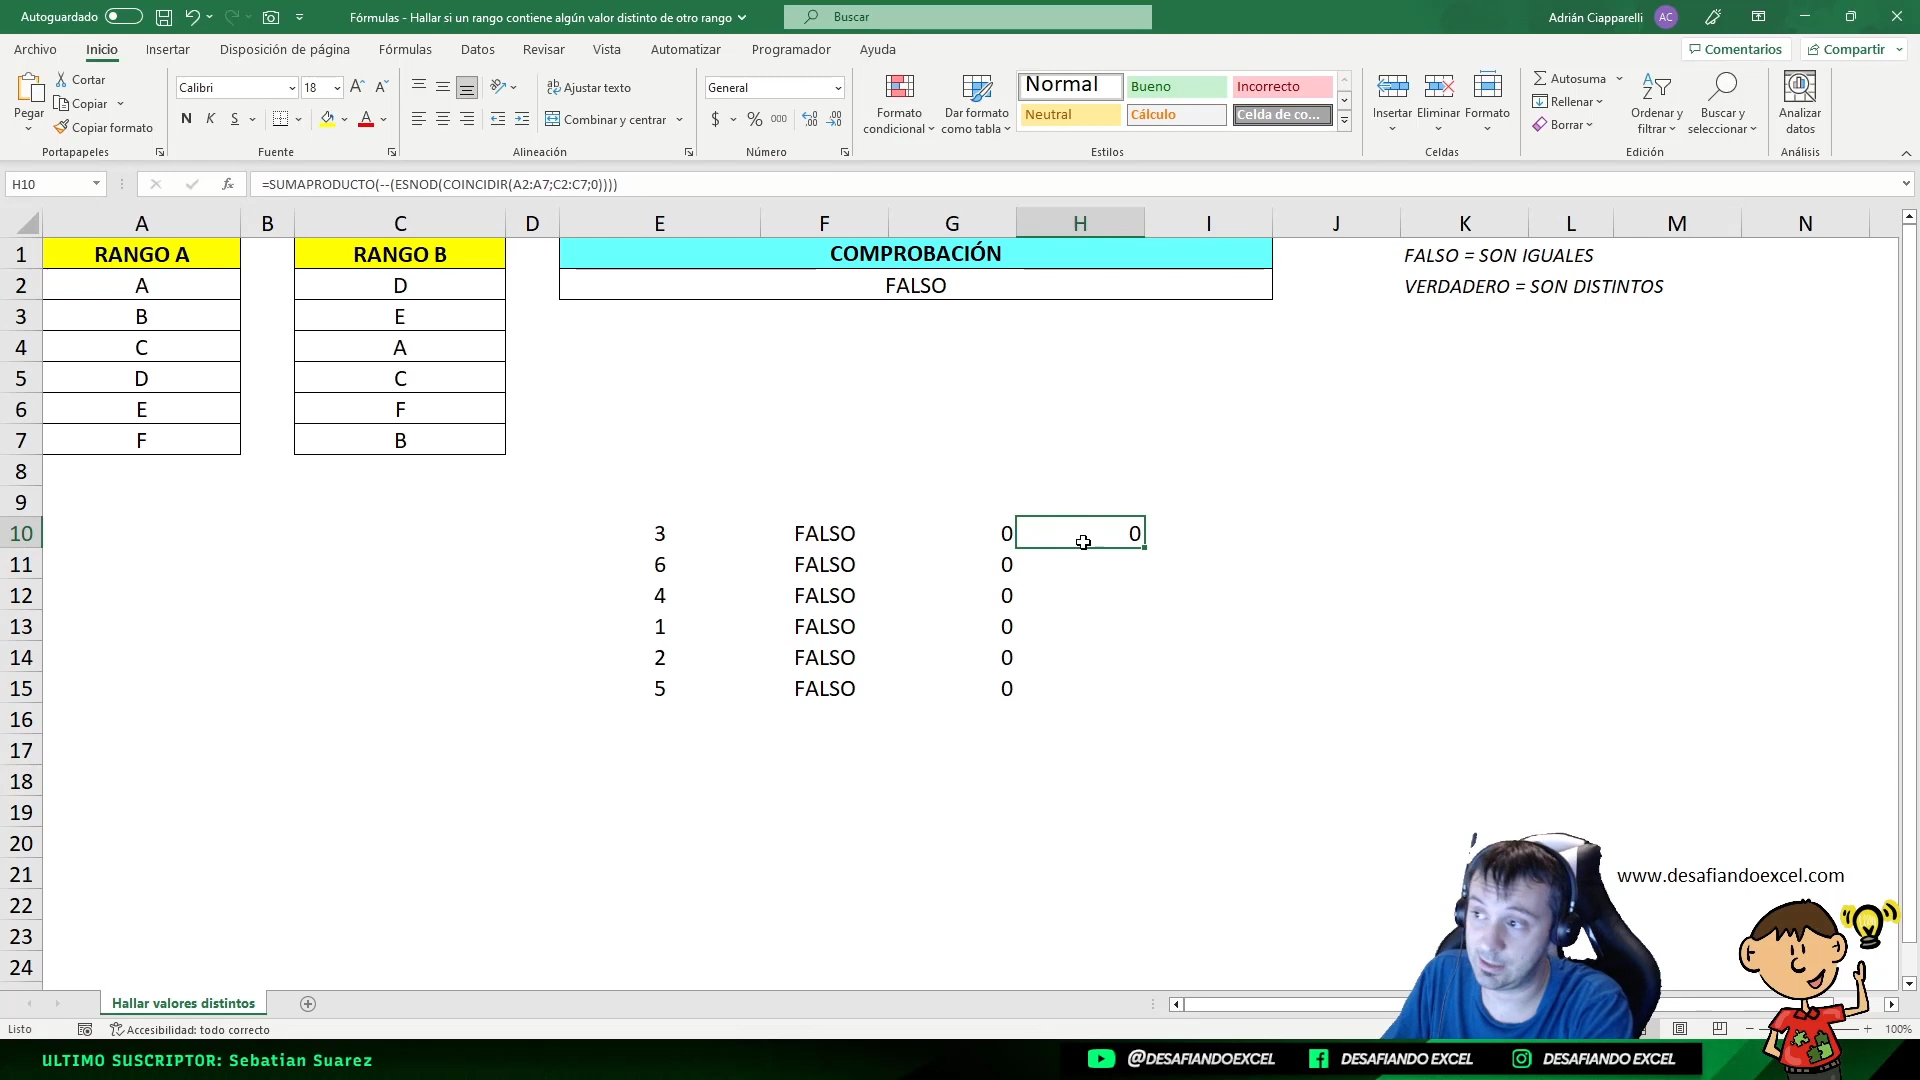 Autoguardado
Fórmulas - Hallar si un rango contiene algún valor distinto de otro rango
Buscar
Adrián Ciapparelli
AC
Archivo Inicio Insertar Disposición de página Fórmulas Datos Revisar Vista Automatizar Programador Ayuda
Comentarios
Compartir
Pegar
Cortar
Copiar
Copiar formato
Portapapeles
Calibri 18
N K S
Fuente
Ajustar texto
Combinar y centrar
Alineación
General
$ % 000
Número
Formato condicional
Dar formato como tabla
Normal Bueno Incorrecto
Neutral Cálculo Celda de co...
Estilos
Insertar Eliminar Formato
Celdas
Autosuma
Rellenar
Borrar
Ordenar y filtrar
Buscar y seleccionar
Edición
Analizar datos
Análisis
H10
fx
=SUMAPRODUCTO(--(ESNOD(COINCIDIR(A2:A7;C2:C7;0))))
A B C D E F G H I J K L M N
1 RANGO A RANGO B COMPROBACIÓN FALSO = SON IGUALES
2 A D FALSO VERDADERO = SON DISTINTOS
3 B E
4 C A
5 D C
6 E F
7 F B
8
9
10 3 FALSO 0 0
11 6 FALSO 0
12 4 FALSO 0
13 1 FALSO 0
14 2 FALSO 0
15 5 FALSO 0
16
17
18
19
20
21
22
23
24
www.desafiandoexcel.com
Hallar valores distintos
Listo
Accesibilidad: todo correcto
100%
ULTIMO SUSCRIPTOR: Sebatian Suarez
@DESAFIANDOEXCEL
DESAFIANDO EXCEL
DESAFIANDO EXCEL